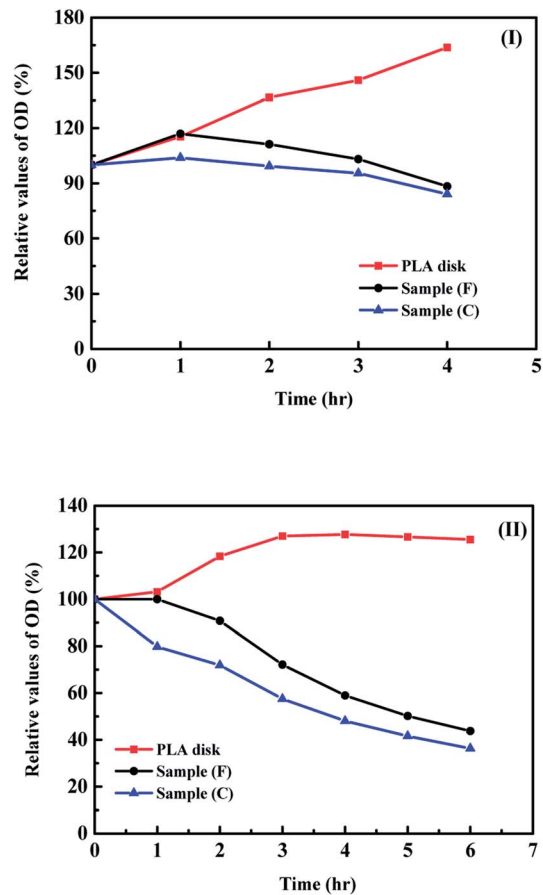 (I)
Relative values of OD (%)
180
150
120
90
60
30
0
PLA disk
Sample (F)
Sample (C)
0 1 2 3 4 5
Time (hr)
(II)
Relative values of OD (%)
140
120
100
80
60
40
20
0
PLA disk
Sample (F)
Sample (C)
0 1 2 3 4 5 6 7
Time (hr)